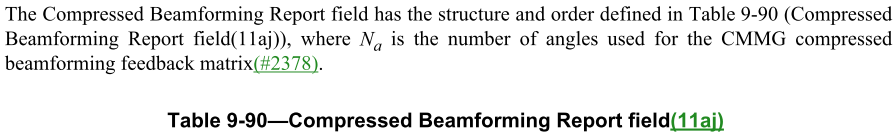 The Compressed Beamforming Report field has the structure and order defined in Table 9-90 (Compressed
Beamforming Report field(11aj)), where Na is the number of angles used for the CMMG compressed
beamforming feedback matrix(#2378).
Table 9-90—Compressed Beamforming Report field(11aj)